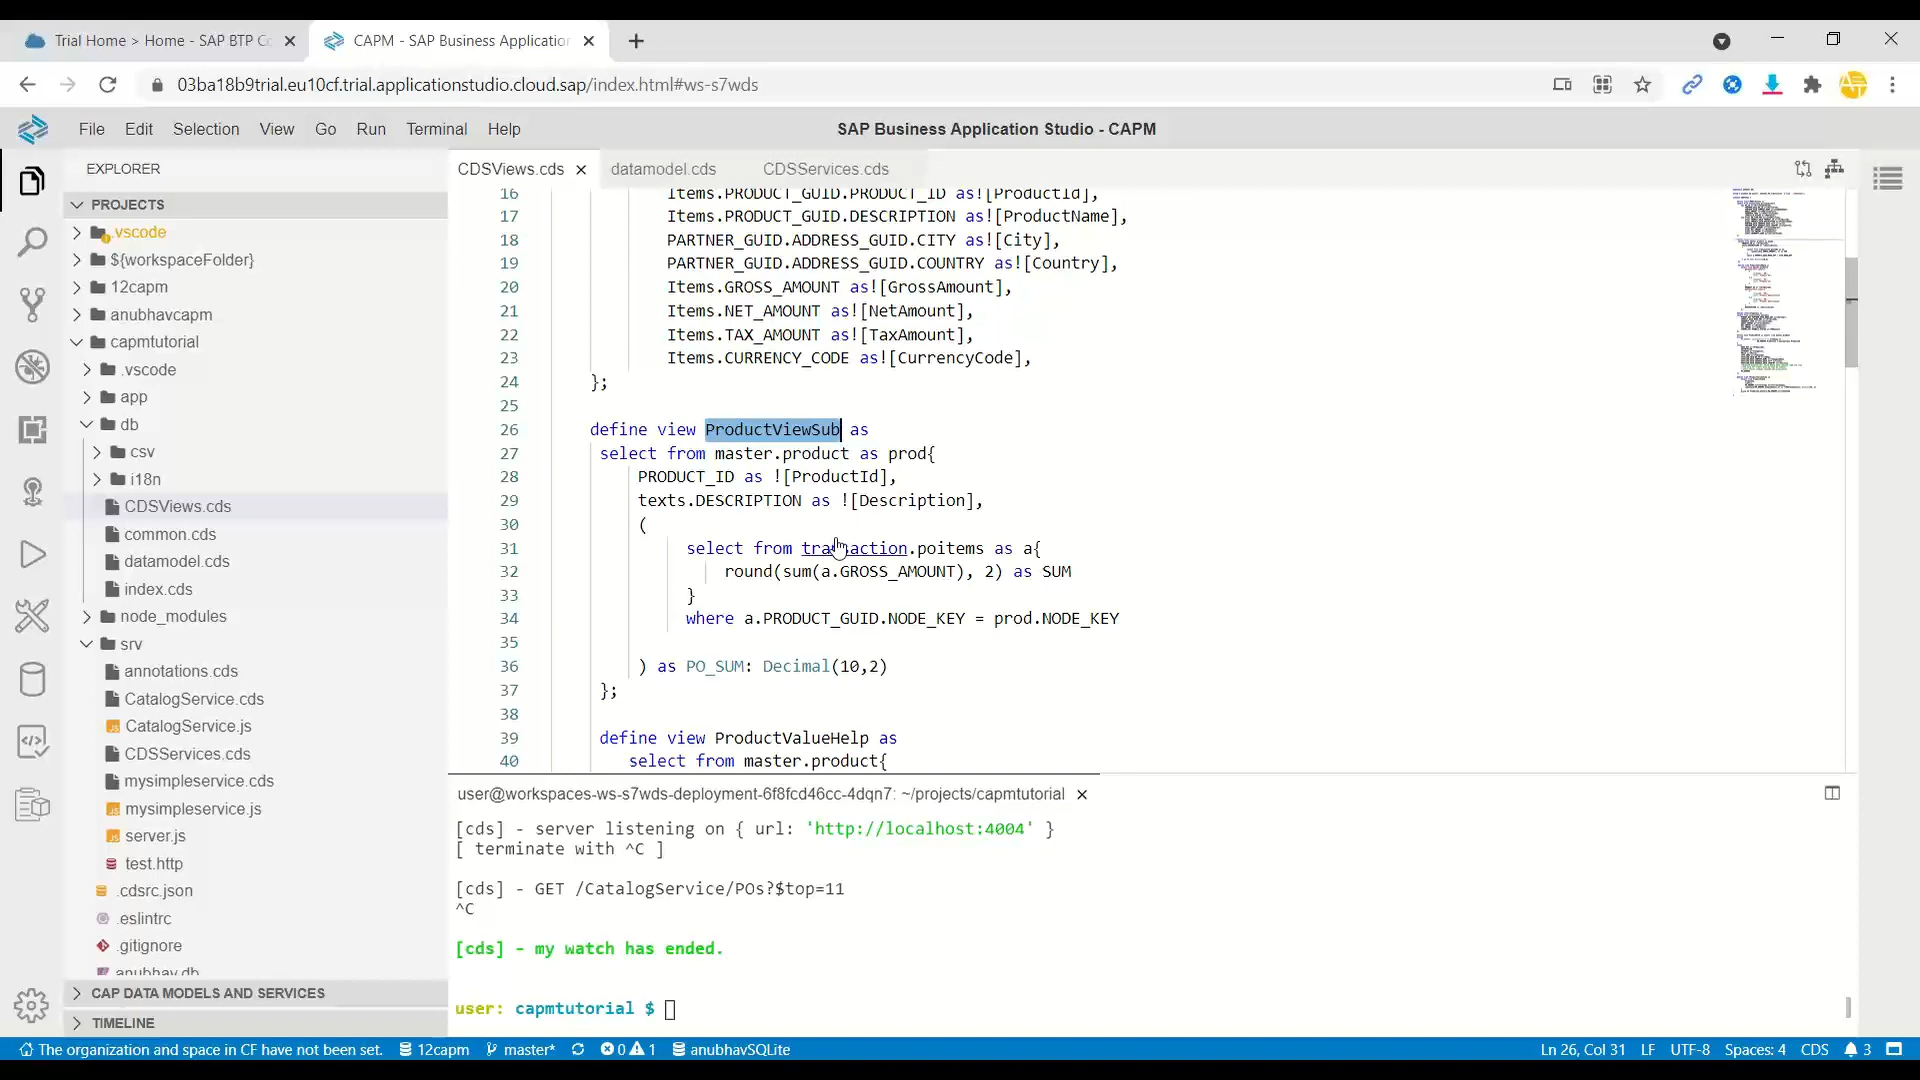 Trial Home > Home - SAP BTP Co
CAPM - SAP Business Application
03ba18b9trial.eu10cf.trial.applicationstudio.cloud.sap/index.html#ws-s7wds
File Edit Selection View Go Run Terminal Help
SAP Business Application Studio - CAPM
EXPLORER
PROJECTS
.vscode
${workspaceFolder}
12capm
anubhavcapm
capmtutorial
.vscode
app
db
csv
i18n
CDSViews.cds
common.cds
datamodel.cds
index.cds
node_modules
srv
annotations.cds
CatalogService.cds
CatalogService.js
CDSServices.cds
mysimpleservice.cds
mysimpleservice.js
server.js
test.http
.cdsrc.json
.eslintrc
.gitignore
anubhav.db
CAP DATA MODELS AND SERVICES
TIMELINE
CDSViews.cds datamodel.cds CDSServices.cds
16 Items.PRODUCT_GUID.PRODUCT_ID as![ProductId],
17 Items.PRODUCT_GUID.DESCRIPTION as![ProductName],
18 PARTNER_GUID.ADDRESS_GUID.CITY as![City],
19 PARTNER_GUID.ADDRESS_GUID.COUNTRY as![Country],
20 Items.GROSS_AMOUNT as![GrossAmount],
21 Items.NET_AMOUNT as![NetAmount],
22 Items.TAX_AMOUNT as![TaxAmount],
23 Items.CURRENCY_CODE as![CurrencyCode],
24 };
25
26 define view ProductViewSub as
27 select from master.product as prod{
28 PRODUCT_ID as ![ProductId],
29 texts.DESCRIPTION as ![Description],
30 (
31 select from transaction.poitems as a{
32 round(sum(a.GROSS_AMOUNT), 2) as SUM
33 }
34 where a.PRODUCT_GUID.NODE_KEY = prod.NODE_KEY
35
36 ) as PO_SUM: Decimal(10,2)
37 };
38
39 define view ProductValueHelp as
40 select from master.product{
user@workspaces-ws-s7wds-deployment-6f8fcd46cc-4dqn7: ~/projects/capmtutorial
[cds] - server listening on { url: 'http://localhost:4004' }
[ terminate with ^C ]
[cds] - GET /CatalogService/POs?$top=11
^C
[cds] - my watch has ended.
user: capmtutorial $
The organization and space in CF have not been set. 12capm master* 0 1 anubhavSQLite
Ln 26, Col 31 LF UTF-8 Spaces: 4 CDS 3